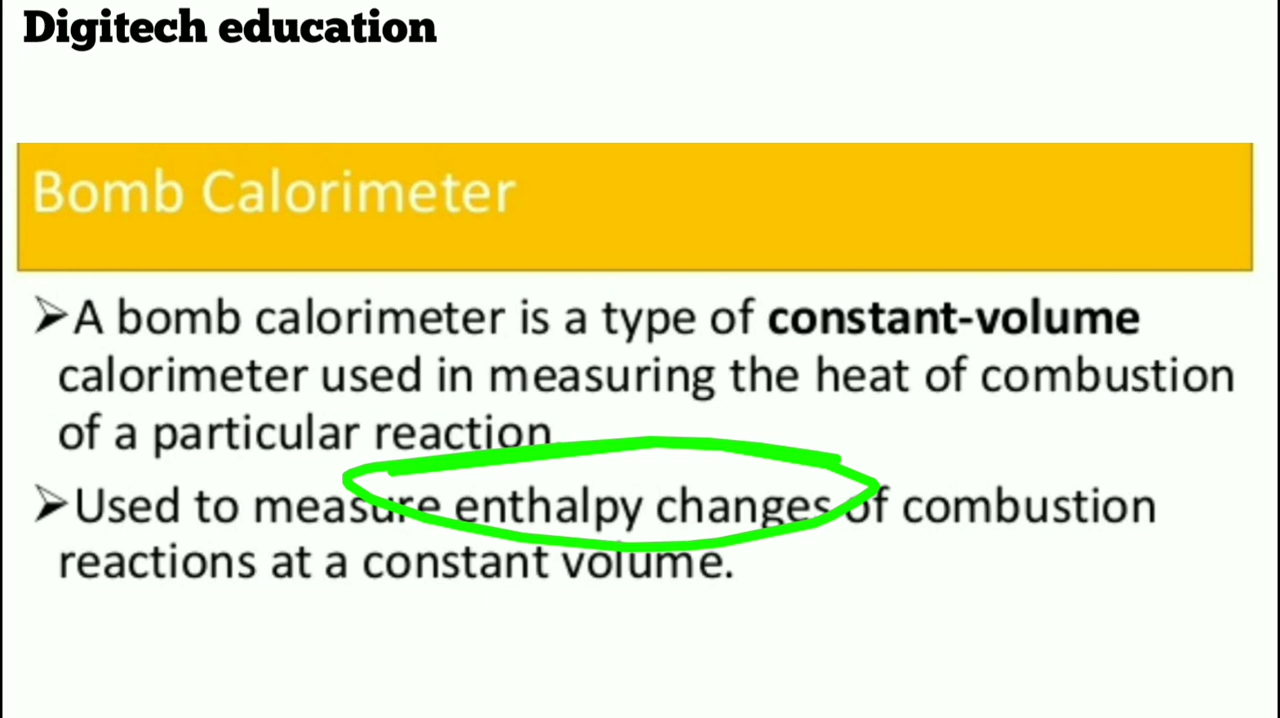 Digitech education
Bomb Calorimeter
➢A bomb calorimeter is a type of constant-volume
calorimeter used in measuring the heat of combustion
of a particular reaction.
➢Used to measure enthalpy changes of combustion
reactions at a constant volume.